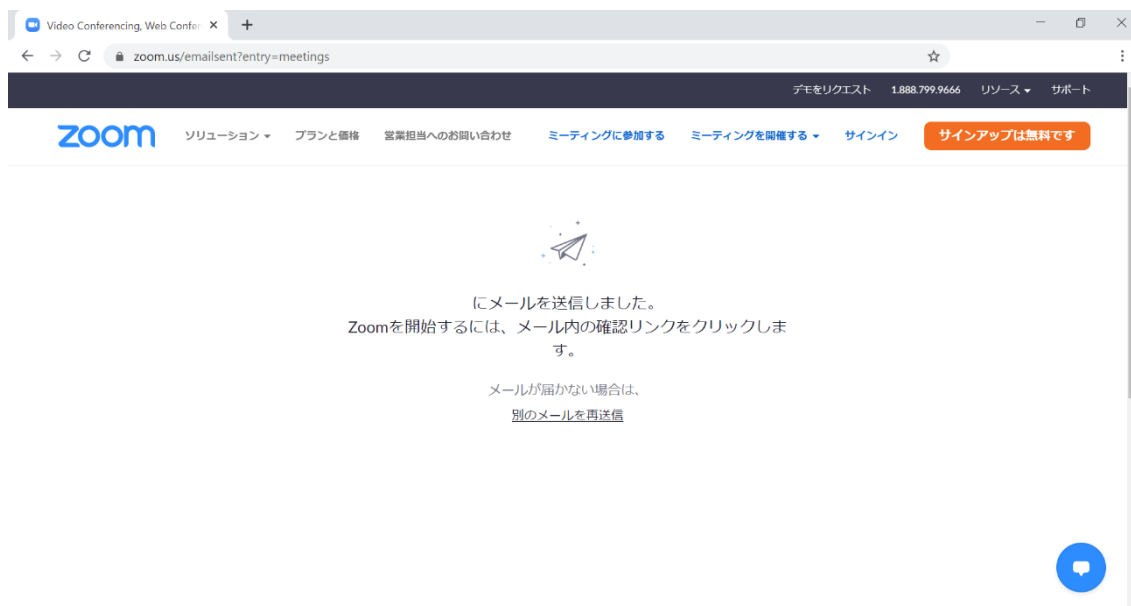 Video Conferencing, Web Confer
zoom.us/emailsent?entry=meetings
デモをリクエスト 1.888.799.9666 リソース サポート
zoom ソリューション プランと価格 営業担当へのお問い合わせ ミーティングに参加する ミーティングを開催する サインイン サインアップは無料です
にメールを送信しました。
Zoomを開始するには、メール内の確認リンクをクリックしま
す。
メールが届かない場合は、
別のメールを再送信